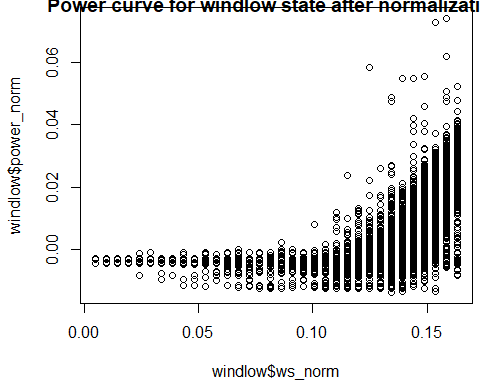 Power curve for windlow state after normalizati
windlow$power_norm
0.06
0.04
0.02
0.00
0.00 0.05 0.10 0.15
windlow$ws_norm